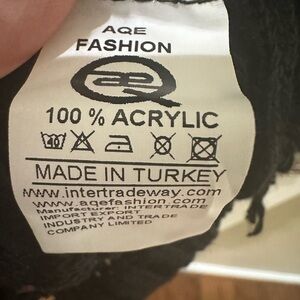 AQE
FASHION
æ
100 % ACRYLIC
MADE IN TURKEY
www.intertradeway.com
www.aqefashion.com
Manufacturer: INTERTRADE
IMPORT EXPORT
INDUSTRY AND TRADE
COMPANY LIMITED